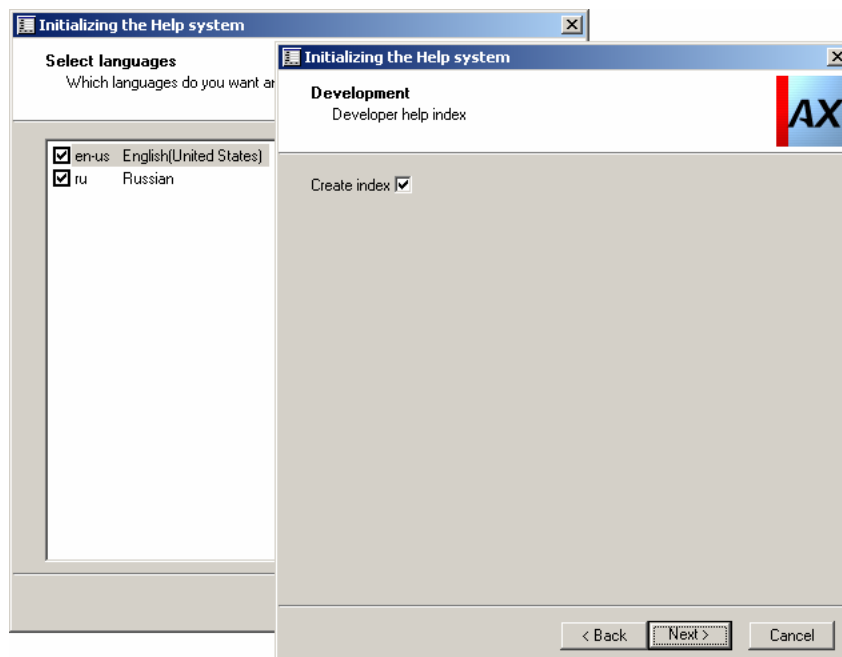 Initializing the Help system
Select languages
Which languages do you want
en-us English(United States)
ru Russian
Initializing the Help system
Development
Developer help index
AX
Create index
< Back Next > Cancel